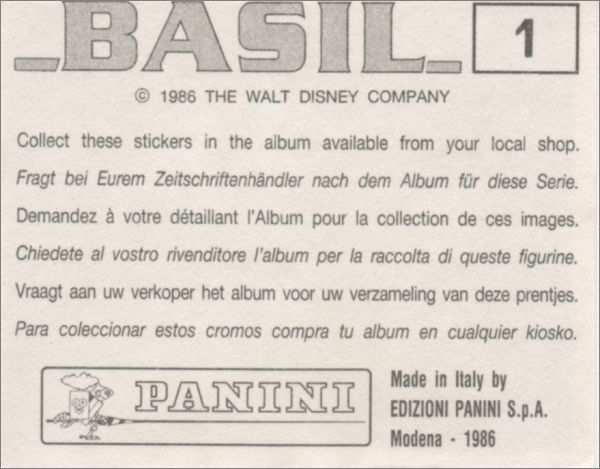 BASIL 1
© 1986 THE WALT DISNEY COMPANY
Collect these stickers in the album available from your local shop.
Fragt bei Eurem Zeitschriftenhändler nach dem Album für diese Serie.
Demandez à votre détaillant l'Album pour la collection de ces images.
Chiedete al vostro rivenditore l'album per la raccolta di queste figurine.
Vraagt aan uw verkoper het album voor uw verzameling van deze prentjes.
Para coleccionar estos cromos compra tu album en cualquier kiosko.
PANINI
Made in Italy by
EDIZIONI PANINI S.p.A.
Modena - 1986